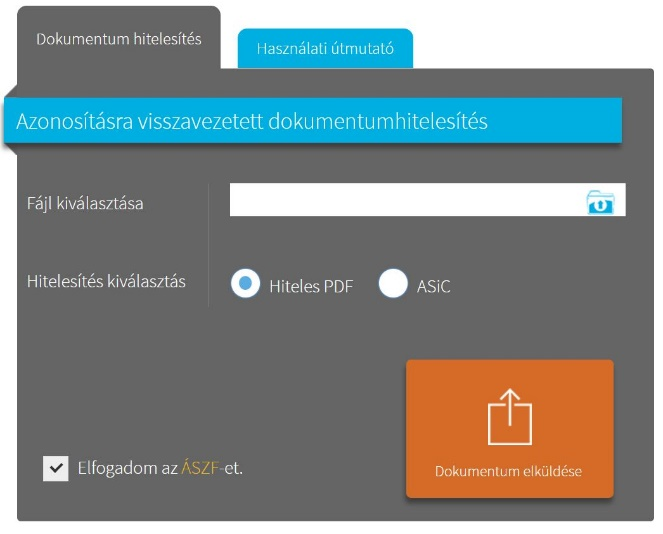 Dokumentum hitelesítés
Használati útmutató
Azonosításra visszavezetett dokumentumhitelesítés
Fájl kiválasztása
Hitelesítés kiválasztás
Hiteles PDF
ASiC
Elfogadom az ÁSZF-et.
Dokumentum elküldése